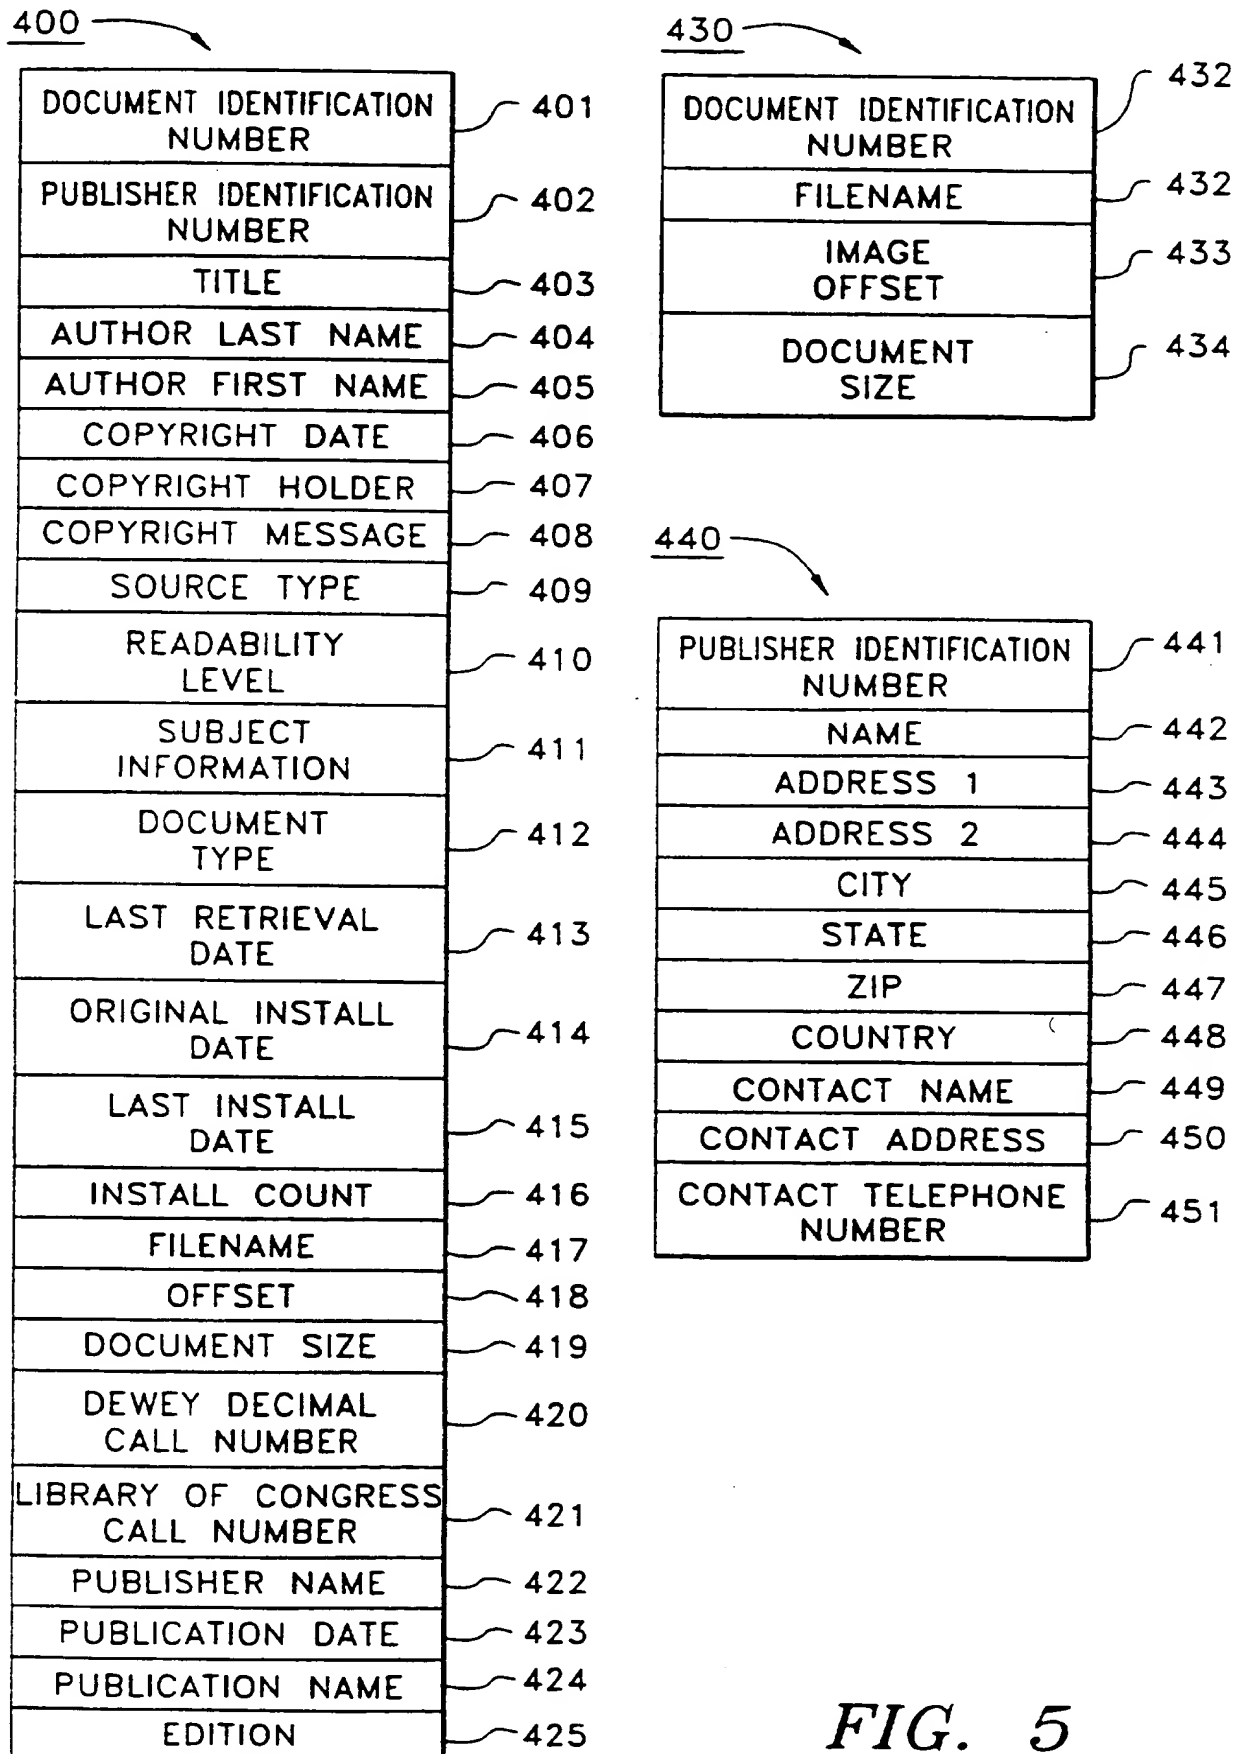 400
DOCUMENT IDENTIFICATION
NUMBER
401
PUBLISHER IDENTIFICATION
NUMBER
402
TITLE
403
AUTHOR LAST NAME
404
AUTHOR FIRST NAME
405
COPYRIGHT DATE
406
COPYRIGHT HOLDER
407
COPYRIGHT MESSAGE
408
SOURCE TYPE
409
READABILITY
LEVEL
410
SUBJECT
INFORMATION
411
DOCUMENT
TYPE
412
LAST RETRIEVAL
DATE
413
ORIGINAL INSTALL
DATE
414
LAST INSTALL
DATE
415
INSTALL COUNT
416
FILENAME
417
OFFSET
418
DOCUMENT SIZE
419
DEWEY DECIMAL
CALL NUMBER
420
LIBRARY OF CONGRESS
CALL NUMBER
421
PUBLISHER NAME
422
PUBLICATION DATE
423
PUBLICATION NAME
424
EDITION
425
430
DOCUMENT IDENTIFICATION
NUMBER
432
FILENAME
432
IMAGE
OFFSET
433
DOCUMENT
SIZE
434
440
PUBLISHER IDENTIFICATION
NUMBER
441
NAME
442
ADDRESS 1
443
ADDRESS 2
444
CITY
445
STATE
446
ZIP
447
COUNTRY
448
CONTACT NAME
449
CONTACT ADDRESS
450
CONTACT TELEPHONE
NUMBER
451
FIG. 5